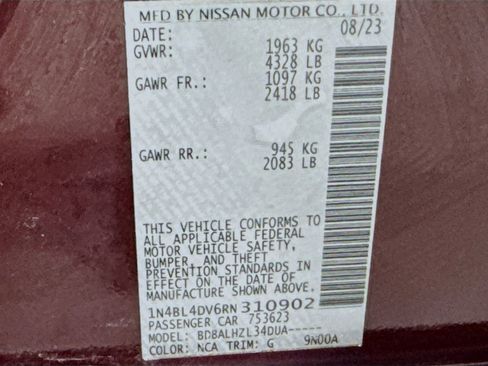 MFD BY NISSAN MOTOR CO., LTD.
DATE: 08/23
GVWR: 1963 KG
4328 LB
GAWR FR.: 1097 KG
2418 LB
GAWR RR.: 945 KG
2083 LB
THIS VEHICLE CONFORMS TO
ALL APPLICABLE FEDERAL
MOTOR VEHICLE SAFETY,
BUMPER, AND THEFT
PREVENTION STANDARDS IN
EFFECT ON THE DATE OF
MANUFACTURE SHOWN ABOVE.
1N4BL4DV6RN310902
PASSENGER CAR 753623
MODEL: BDBALHZL34DUA-----
COLOR: NCA TRIM: G 9N00A